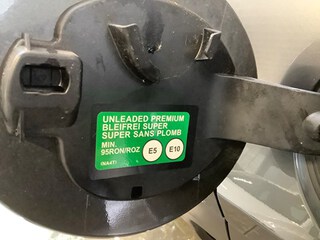 UNLEADED PREMIUM
BLEIFREI SUPER
SUPER SANS PLOMB
MIN.
95RON/ROZ E5 E10